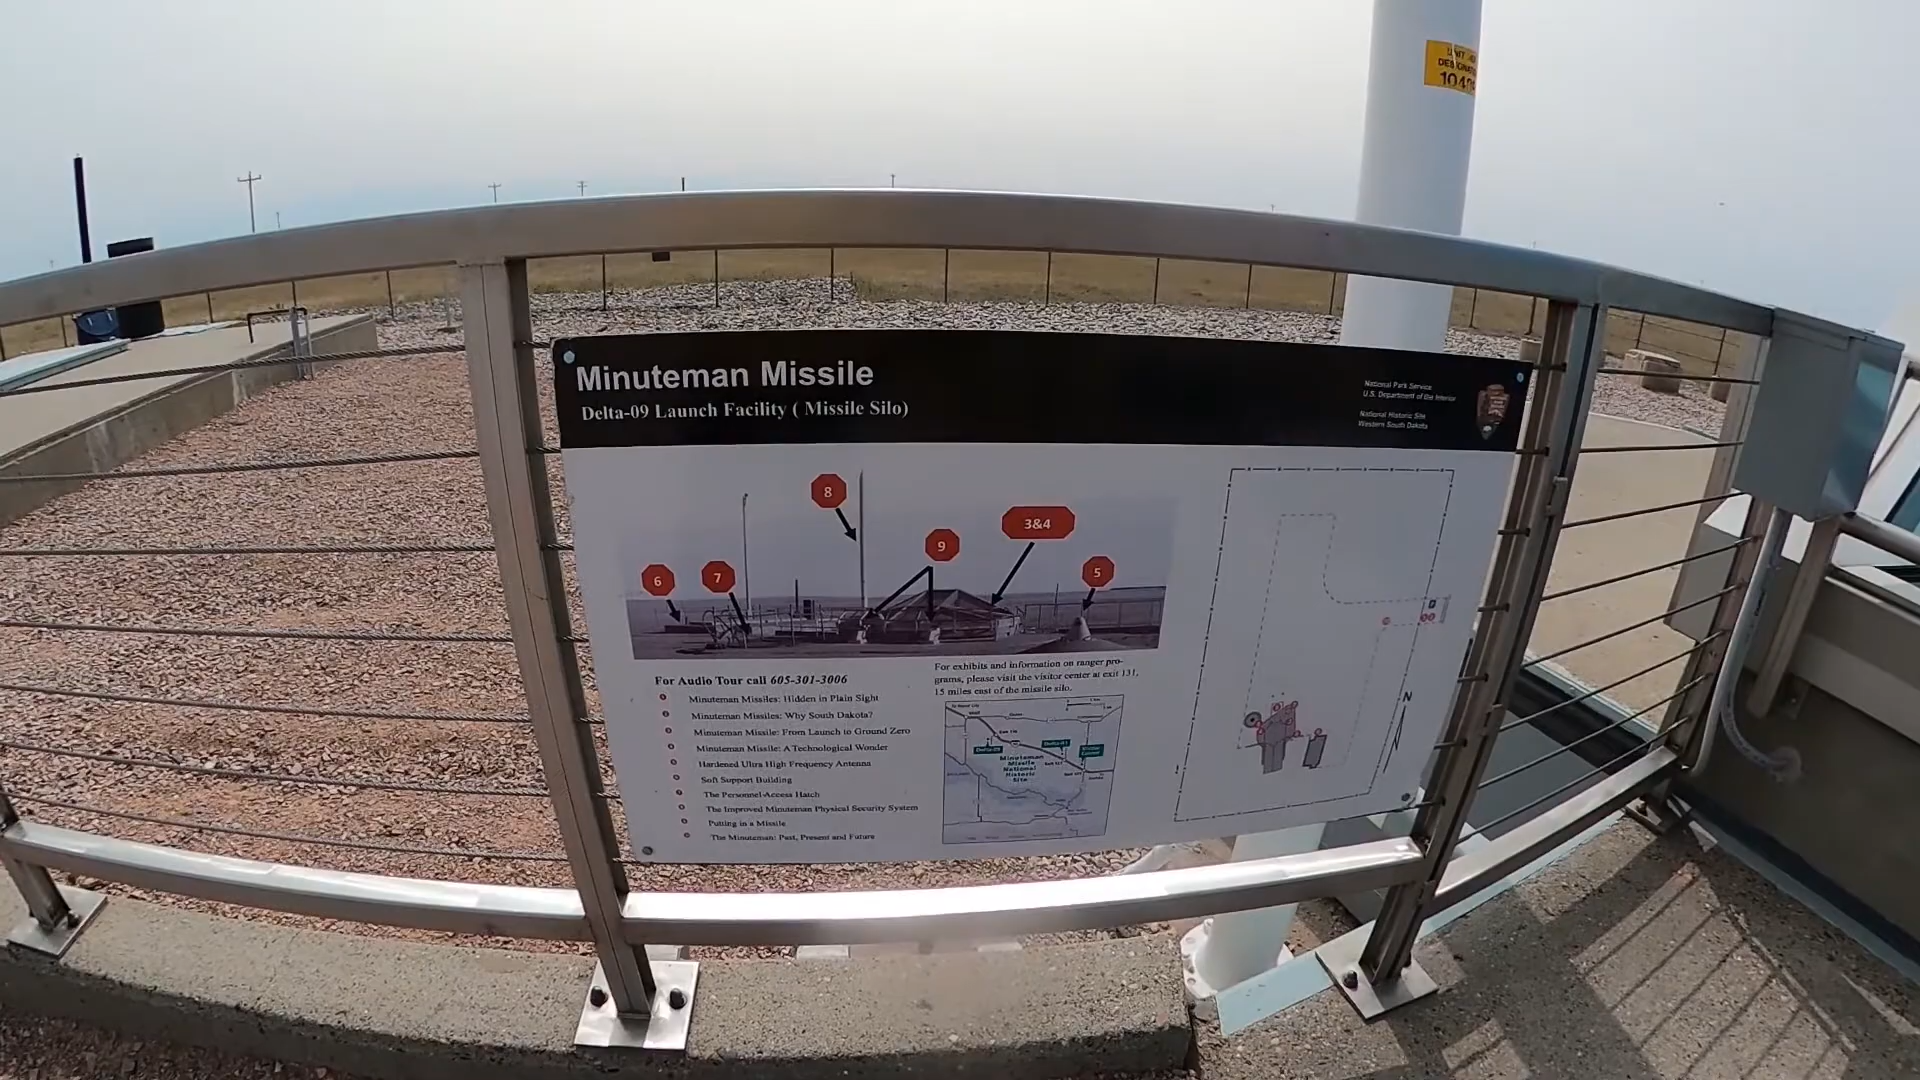 Minuteman Missile
Delta-09 Launch Facility ( Missile Silo)
National Park Service
U.S. Department of the Interior
National Historic Site
Western South Dakota
8
9
3&4
6
7
5
For Audio Tour call 605-301-3006
Minuteman Missiles: Hidden in Plain Sight
Minuteman Missiles: Why South Dakota?
Minuteman Missile: From Launch to Ground Zero
Minuteman Missile: A Technological Wonder
Hardened Ultra High Frequency Antenna
Soft Support Building
The Personnel Access Hatch
The Improved Minuteman Physical Security System
Putting in a Missile
The Minuteman: Past, Present and Future
For exhibits and information on ranger pro-
grams, please visit the visitor center at exit 131,
15 miles east of the missile silo.
Delta-09
Minuteman
Missile
National
Historic
Site
Visitor
Center
N
P